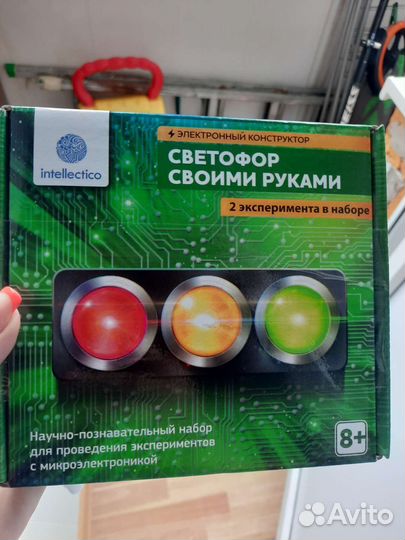 ЭЛЕКТРОННЫЙ КОНСТРУКТОР
СВЕТОФОР
СВОИМИ РУКАМИ
2 эксперимента в наборе
intellectico
Научно-познавательный набор
для проведения экспериментов
с микроэлектроникой
8+
Avito